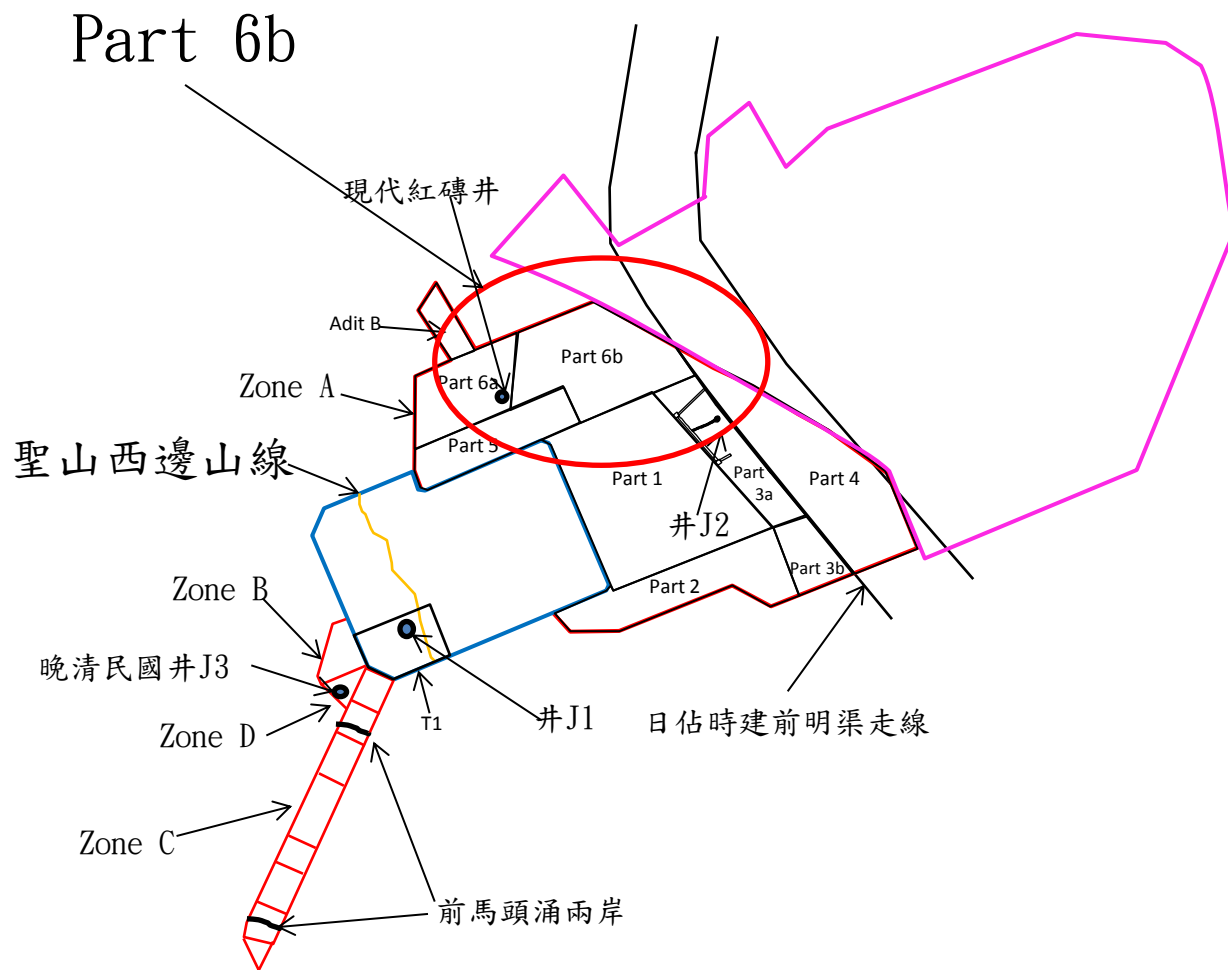 Part 6b
現代紅磚井
Adit B
Part 6b
Zone A
Part 6a
聖山西邊山線
Part 5
Part 1
Part 3a
Part 4
井J2
Zone B
Part 2
Part 3b
晚清民國井J3
Zone D
T1
井J1
日佔時建前明渠走線
Zone C
前馬頭涌兩岸